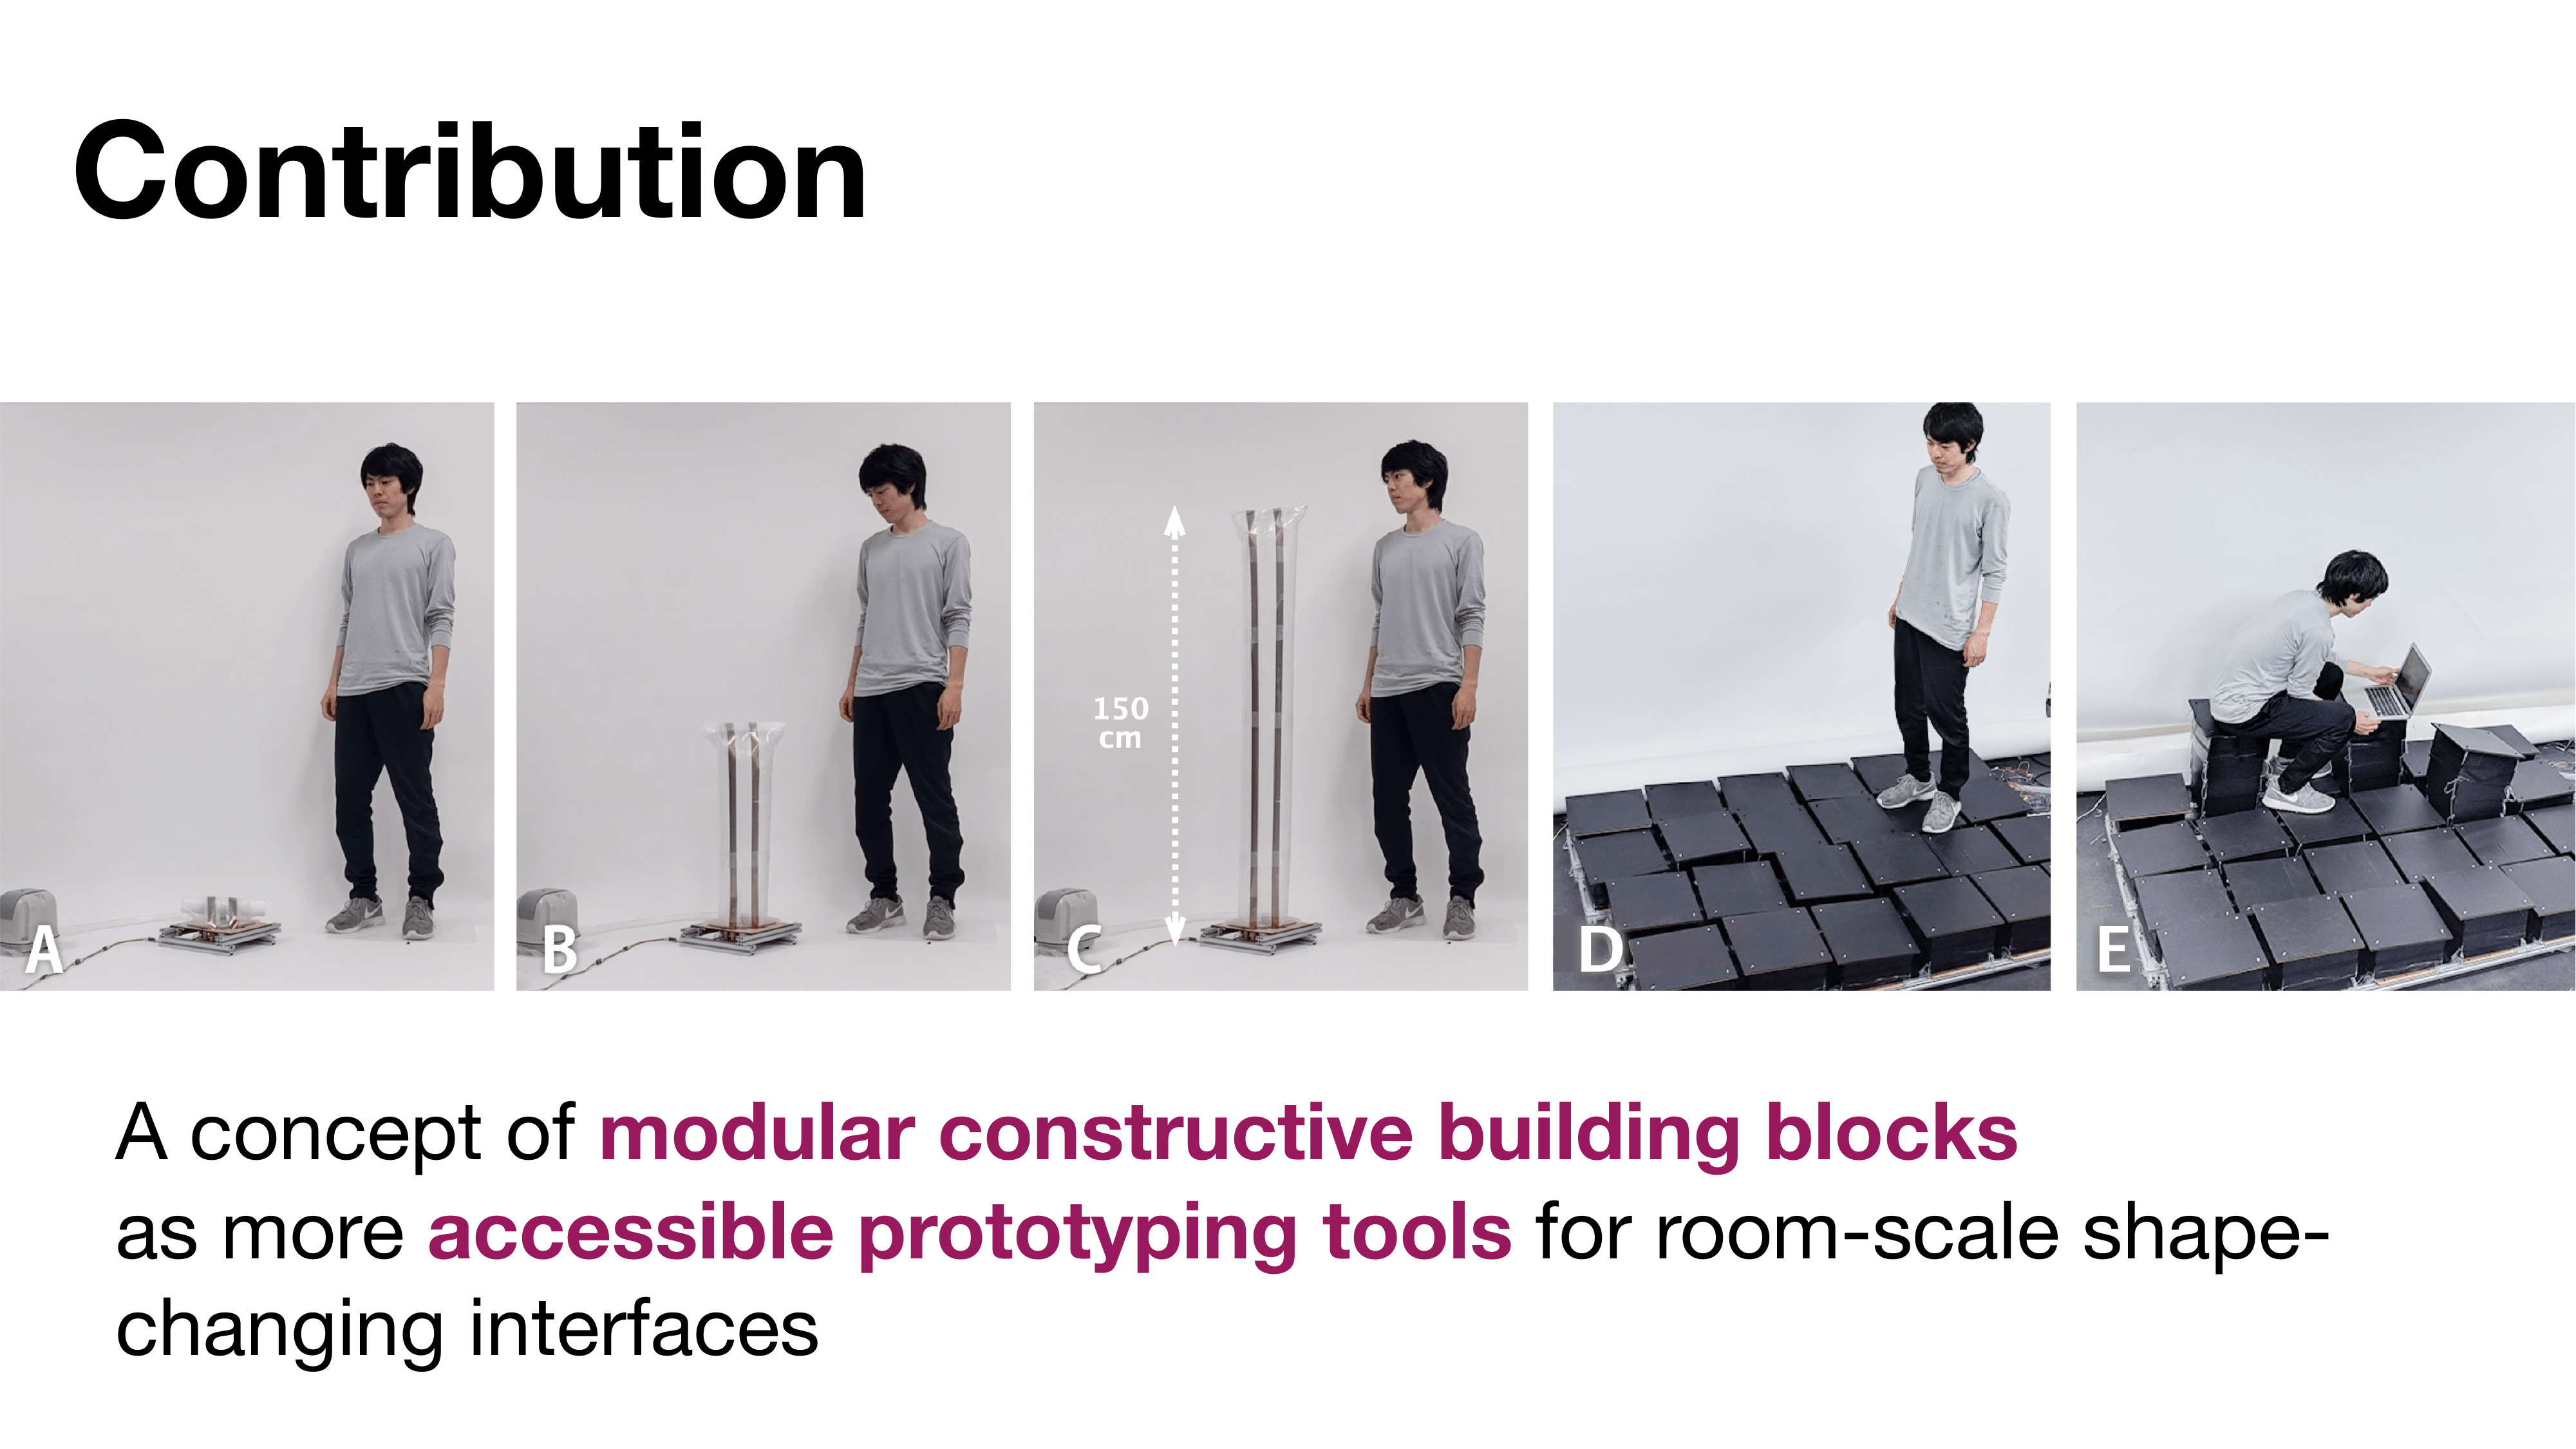 Contribution
150
cm
A
B
C
D
E
A concept of modular constructive building blocks
as more accessible prototyping tools for room-scale shape-
changing interfaces